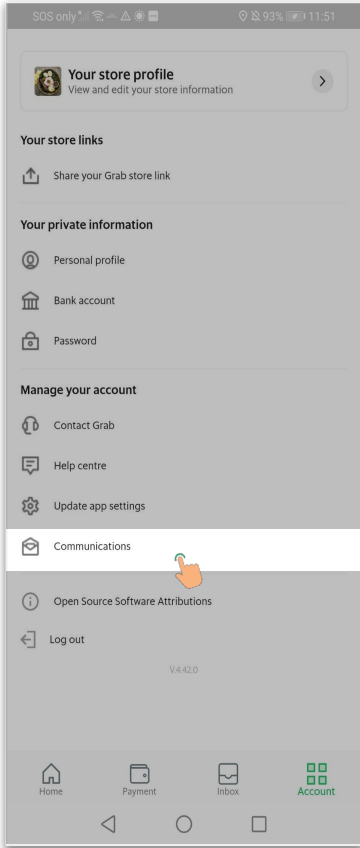 SOS only 93% 11:51
Your store profile
View and edit your store information
Your store links
Share your Grab store link
Your private information
Personal profile
Bank account
Password
Manage your account
Contact Grab
Help centre
Update app settings
Communications
Open Source Software Attributions
Log out
V.4.42.0
Home Payment Inbox Account